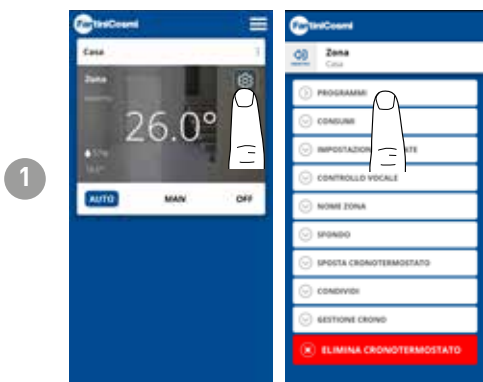 1
FantiniCosmi
Casa
Zona
26.0°
57%
AUTO MAN OFF
FantiniCosmi
Zona
Casa
PROGRAMMI
CONSUMI
CONTROLLO VOCALE
NOME ZONA
SFONDO
SPOSTA CRONOTERMOSTATO
CONDIVIDI
GESTIONE CRONO
ELIMINA CRONOTERMOSTATO